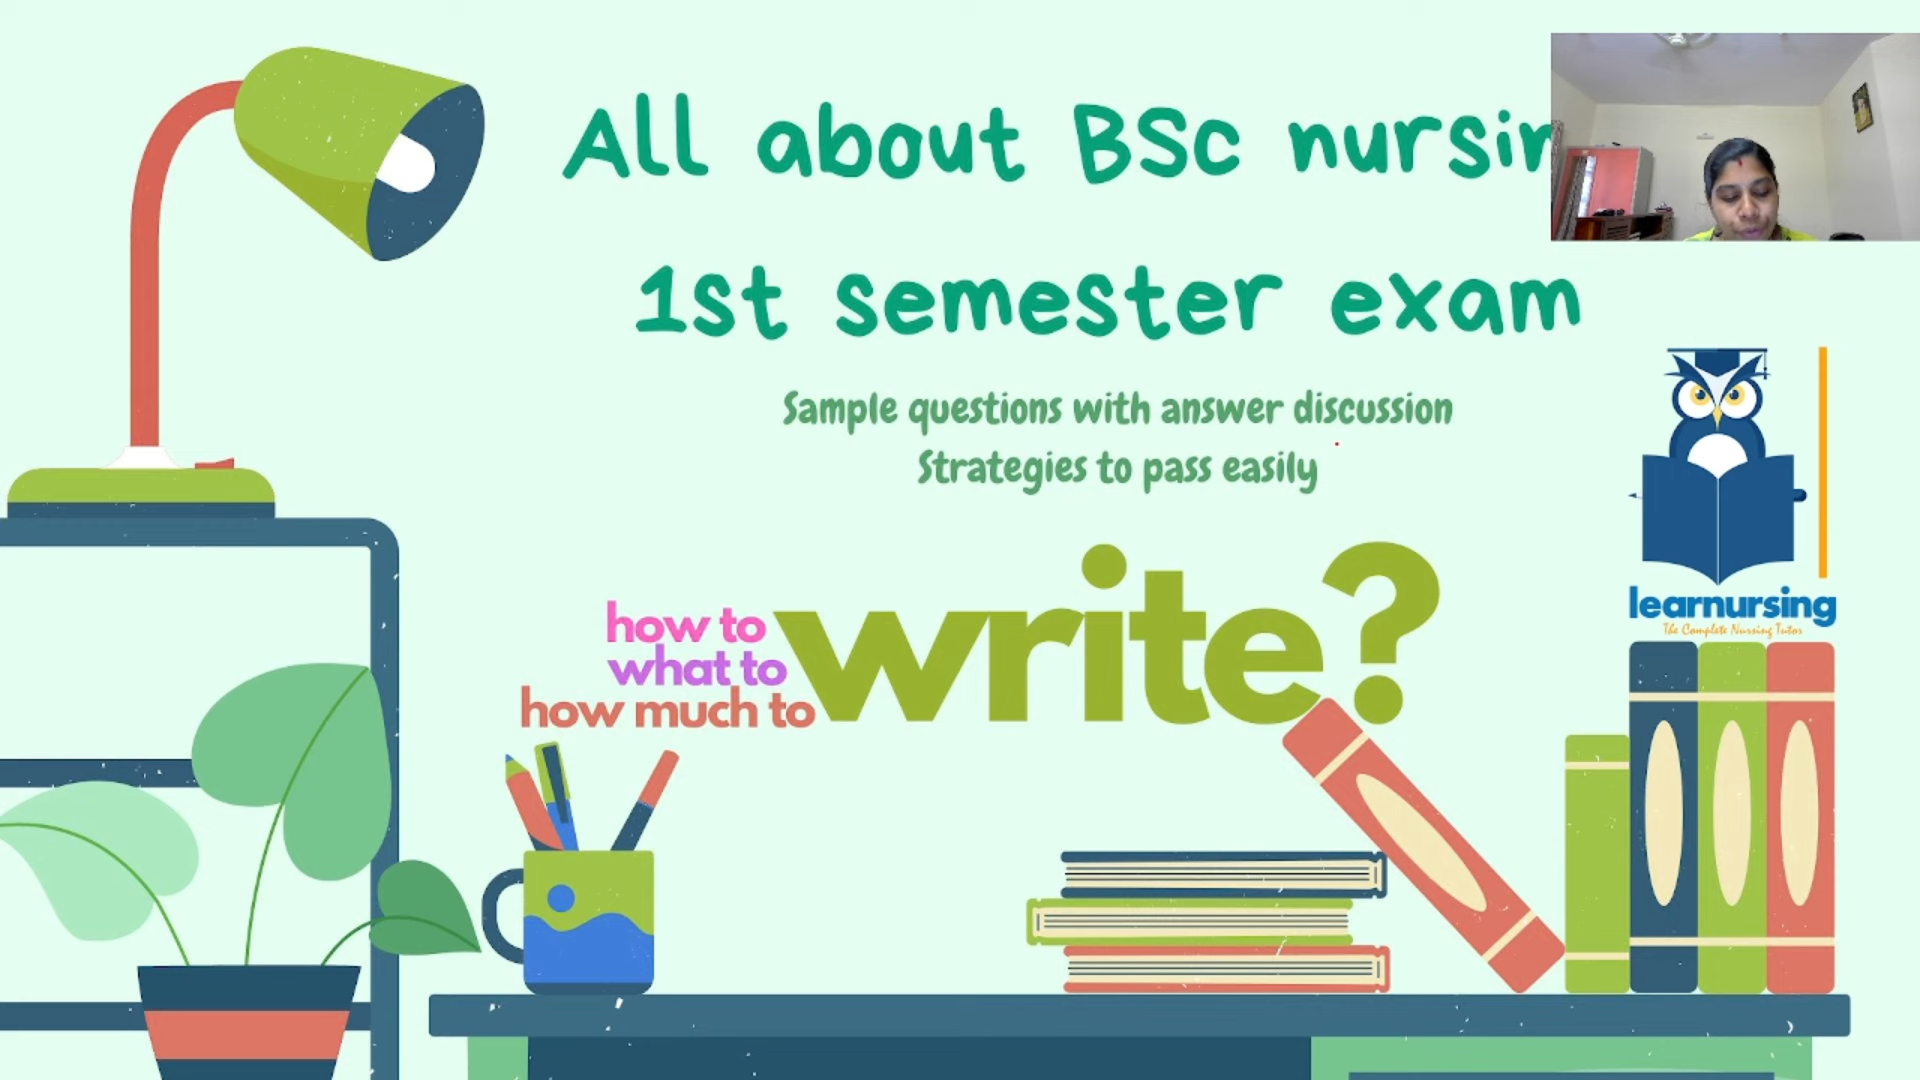 All about BSc nursin
1st semester exam
Sample questions with answer discussion
Strategies to pass easily
how to
what to
how much to
write?
learnursing
The Complete Nursing Tutor